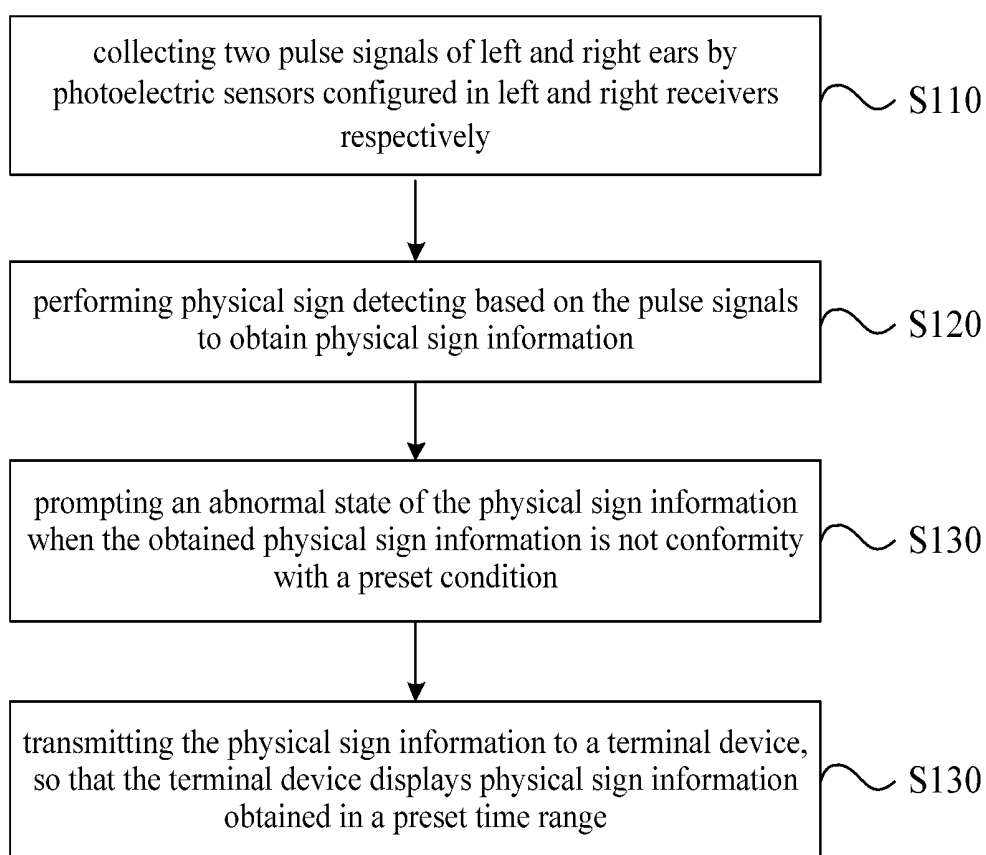 collecting two pulse signals of left and right ears by
photoelectric sensors configured in left and right receivers
respectively
S110
performing physical sign detecting based on the pulse signals
to obtain physical sign information
S120
prompting an abnormal state of the physical sign information
when the obtained physical sign information is not conformity
with a preset condition
S130
transmitting the physical sign information to a terminal device,
so that the terminal device displays physical sign information
obtained in a preset time range
S130